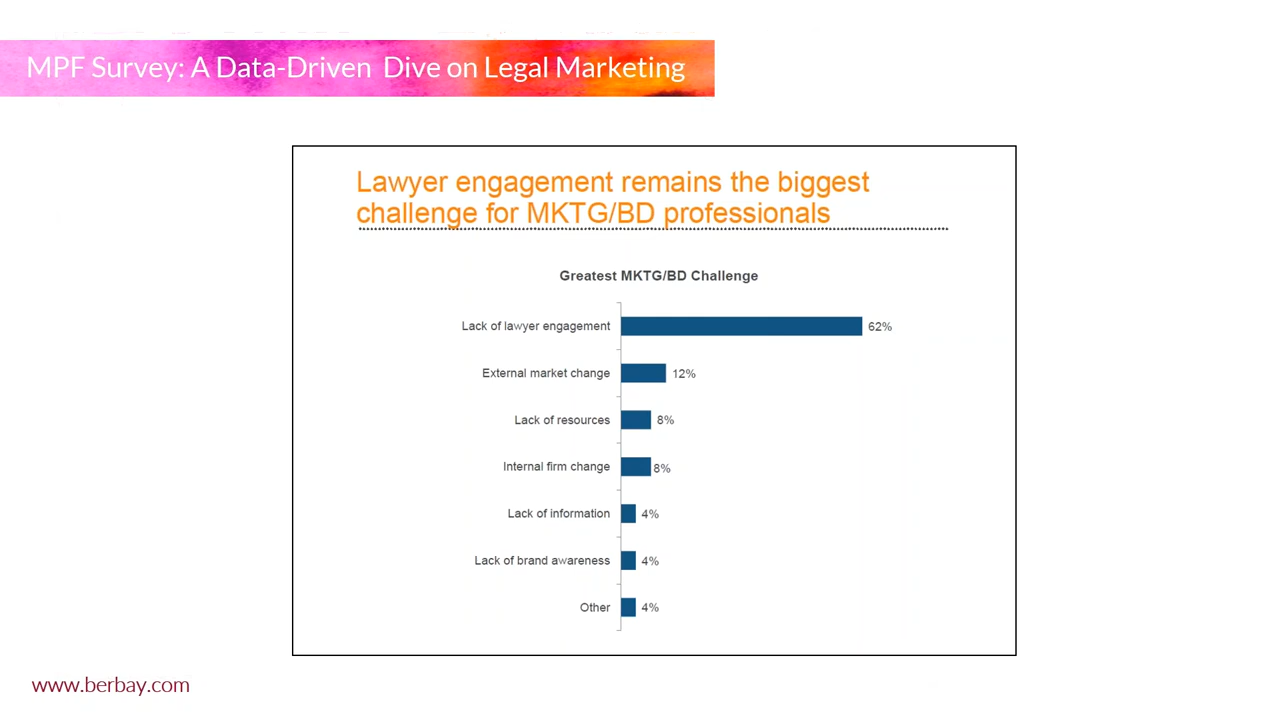 MPF Survey: A Data-Driven Dive on Legal Marketing
Lawyer engagement remains the biggest
challenge for MKTG/BD professionals
Greatest MKTG/BD Challenge
Lack of lawyer engagement 62%
External market change 12%
Lack of resources 8%
Internal firm change 8%
Lack of information 4%
Lack of brand awareness 4%
Other 4%
www.berbay.com